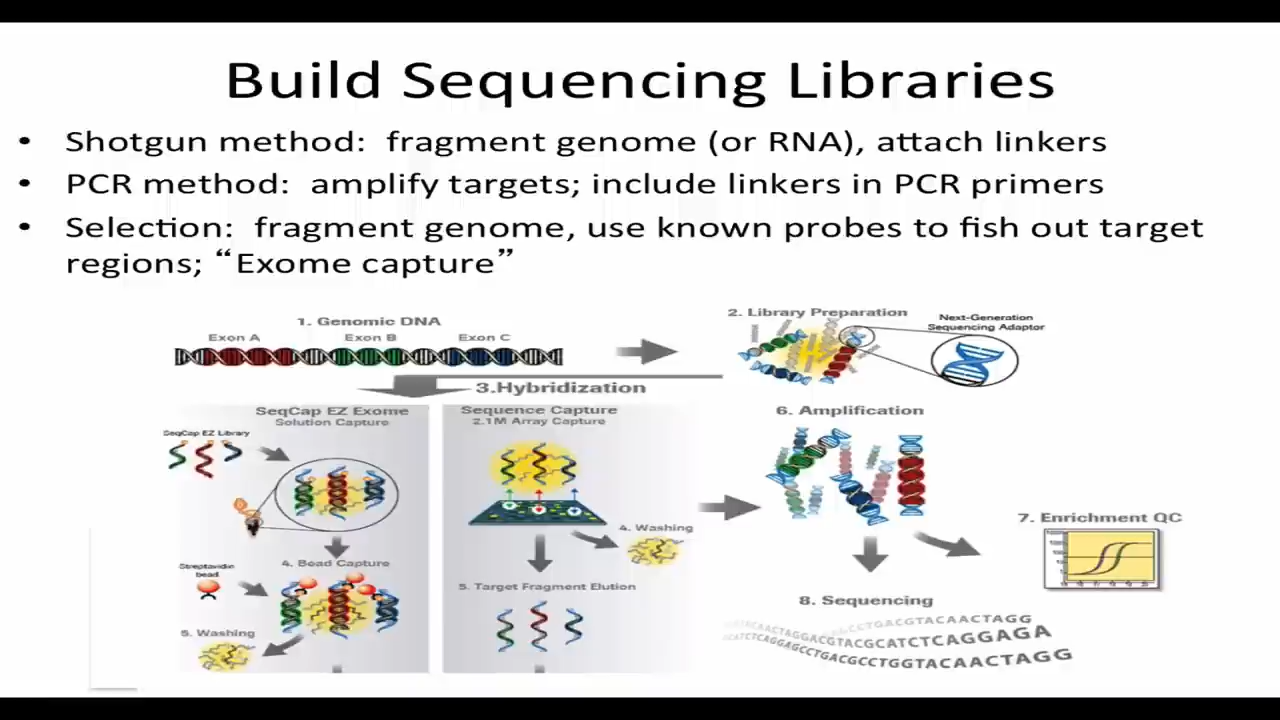 Build Sequencing Libraries
• Shotgun method: fragment genome (or RNA), attach linkers
• PCR method: amplify targets; include linkers in PCR primers
• Selection: fragment genome, use known probes to fish out target
regions; “Exome capture”
1. Genomic DNA
Exon A Exon B Exon C
2. Library Preparation
Next-Generation
Sequencing Adaptor
3.Hybridization
SeqCap EZ Exome
Solution Capture
SeqCap EZ Library
Streptavidin
bead
4. Bead Capture
5. Washing
Sequence Capture
2.1M Array Capture
4. Washing
5. Target Fragment Elution
6. Amplification
7. Enrichment QC
8. Sequencing
CCTGACGTACAACTAGG
ACAACTAGGACGTACGCATCTCAGGAGA
CATCTCAGGAGCCTGACGCCTGGTACAACTAGG